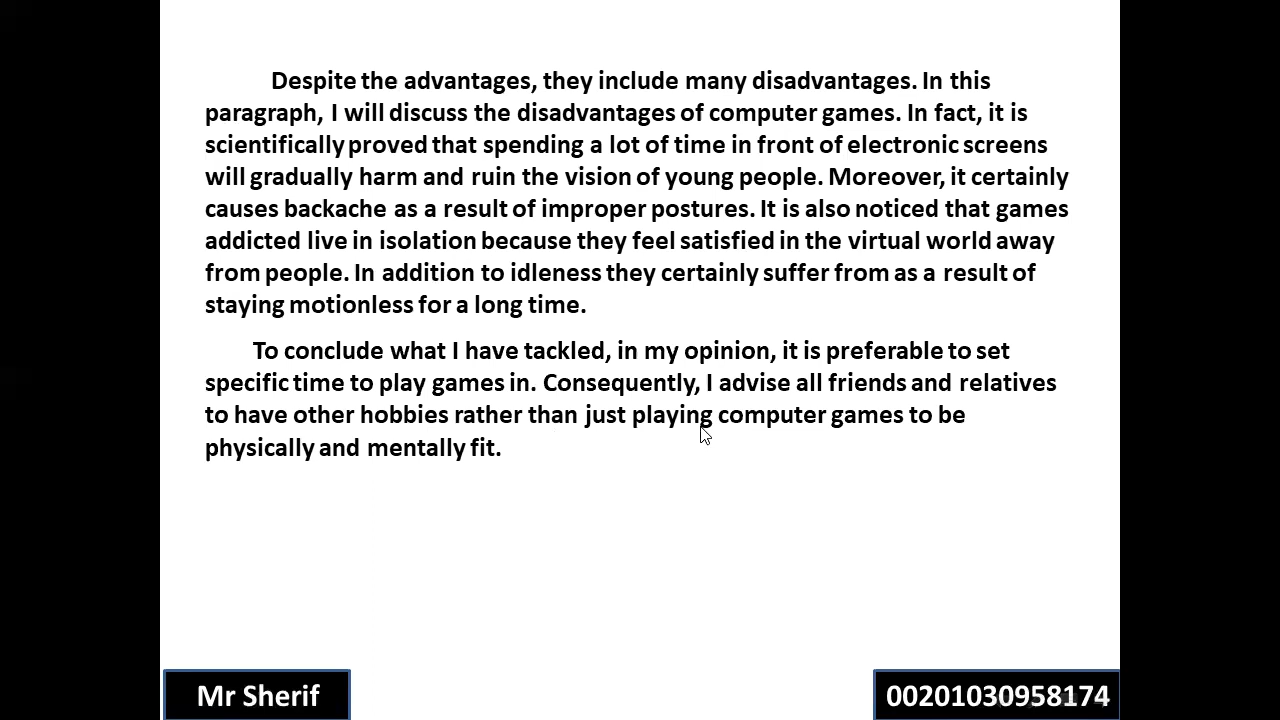 Despite the advantages, they include many disadvantages. In this
paragraph, I will discuss the disadvantages of computer games. In fact, it is
scientifically proved that spending a lot of time in front of electronic screens
will gradually harm and ruin the vision of young people. Moreover, it certainly
causes backache as a result of improper postures. It is also noticed that games
addicted live in isolation because they feel satisfied in the virtual world away
from people. In addition to idleness they certainly suffer from as a result of
staying motionless for a long time.
To conclude what I have tackled, in my opinion, it is preferable to set
specific time to play games in. Consequently, I advise all friends and relatives
to have other hobbies rather than just playing computer games to be
physically and mentally fit.
Mr Sherif
00201030958174